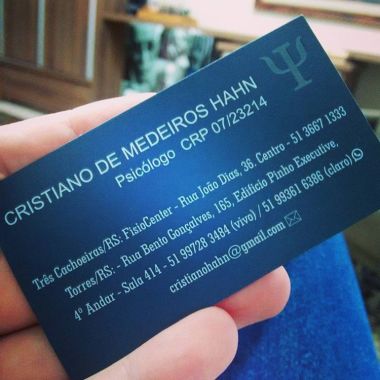 Ψ
CRISTIANO DE MEDEIROS HAHN
Psicólogo CRP 07/23214
Três Cachoeiras/RS: FisioCenter - Rua João Dias, 36, Centro - 51 3667 1333
Torres/RS: - Rua Bento Gonçalves, 165, Edifício Pinho Executive,
4º Andar - Sala 414 - 51 99728 3484 (vivo) / 51 99361 6386 (claro)
cristianohahn@gmail.com